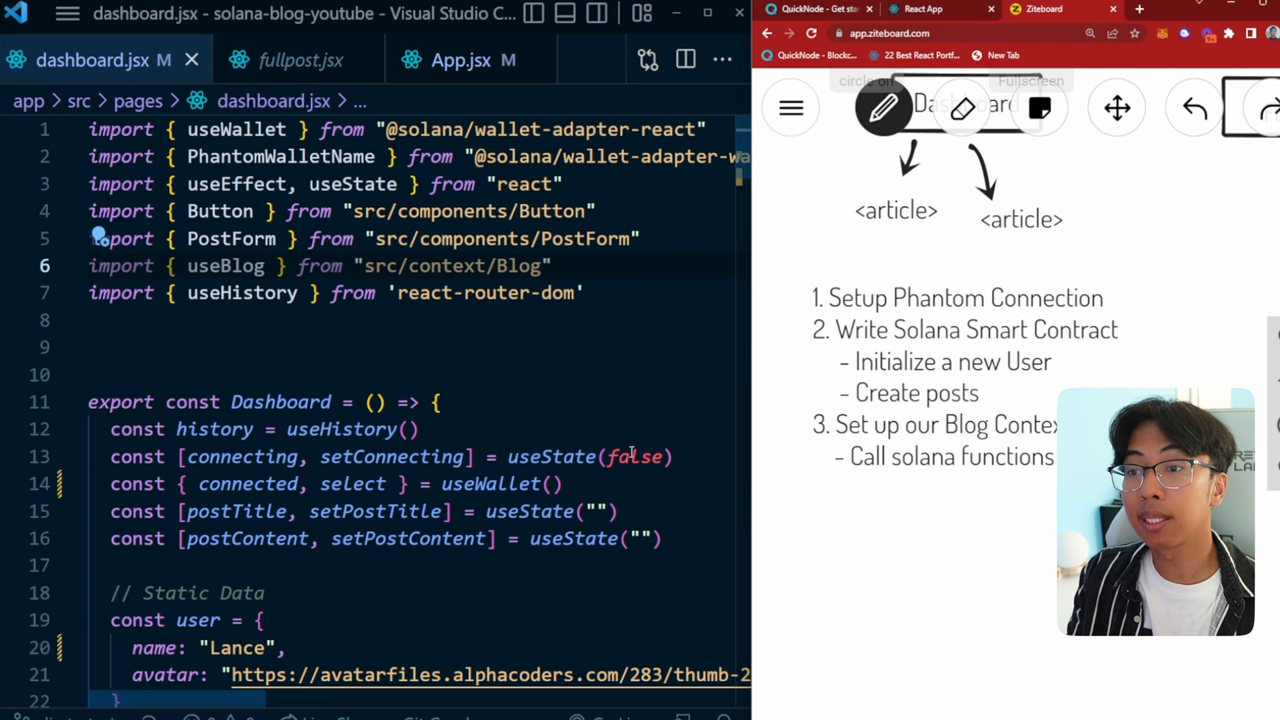 dashboard.jsx - solana-blog-youtube - Visual Studio C...
dashboard.jsx M
fullpost.jsx
App.jsx M
app > src > pages > dashboard.jsx > ...
1 import { useWallet } from "@solana/wallet-adapter-react"
2 import { PhantomWalletName } from "@solana/wallet-adapter-wa
3 import { useEffect, useState } from "react"
4 import { Button } from "src/components/Button"
5 import { PostForm } from "src/components/PostForm"
6 import { useBlog } from "src/context/Blog"
7 import { useHistory } from 'react-router-dom'
8
9
10
11 export const Dashboard = () => {
12 const history = useHistory()
13 const [connecting, setConnecting] = useState(false)
14 const { connected, select } = useWallet()
15 const [postTitle, setPostTitle] = useState("")
16 const [postContent, setPostContent] = useState("")
17
18 // Static Data
19 const user = {
20 name: "Lance",
21 avatar: "https://avatarfiles.alphacoders.com/283/thumb-2
22 }
QuickNode - Get sta
React App
Ziteboard
app.ziteboard.com
QuickNode - Blockc...
22 Best React Portf...
New Tab
circle on
Fullscreen
Dashboard
<article>
<article>
1. Setup Phantom Connection
2. Write Solana Smart Contract
- Initialize a new User
- Create posts
3. Set up our Blog Contex
- Call solana functions